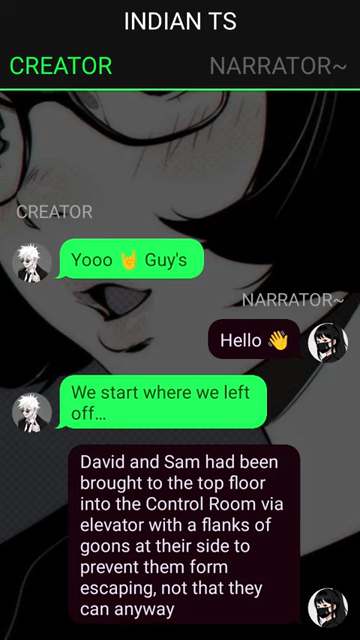 INDIAN TS
CREATOR
NARRATOR~
CREATOR
Yooo 🤘 Guy's
NARRATOR~
Hello 👋
We start where we left
off...
David and Sam had been
brought to the top floor
into the Control Room via
elevator with a flanks of
goons at their side to
prevent them form
escaping, not that they
can anyway